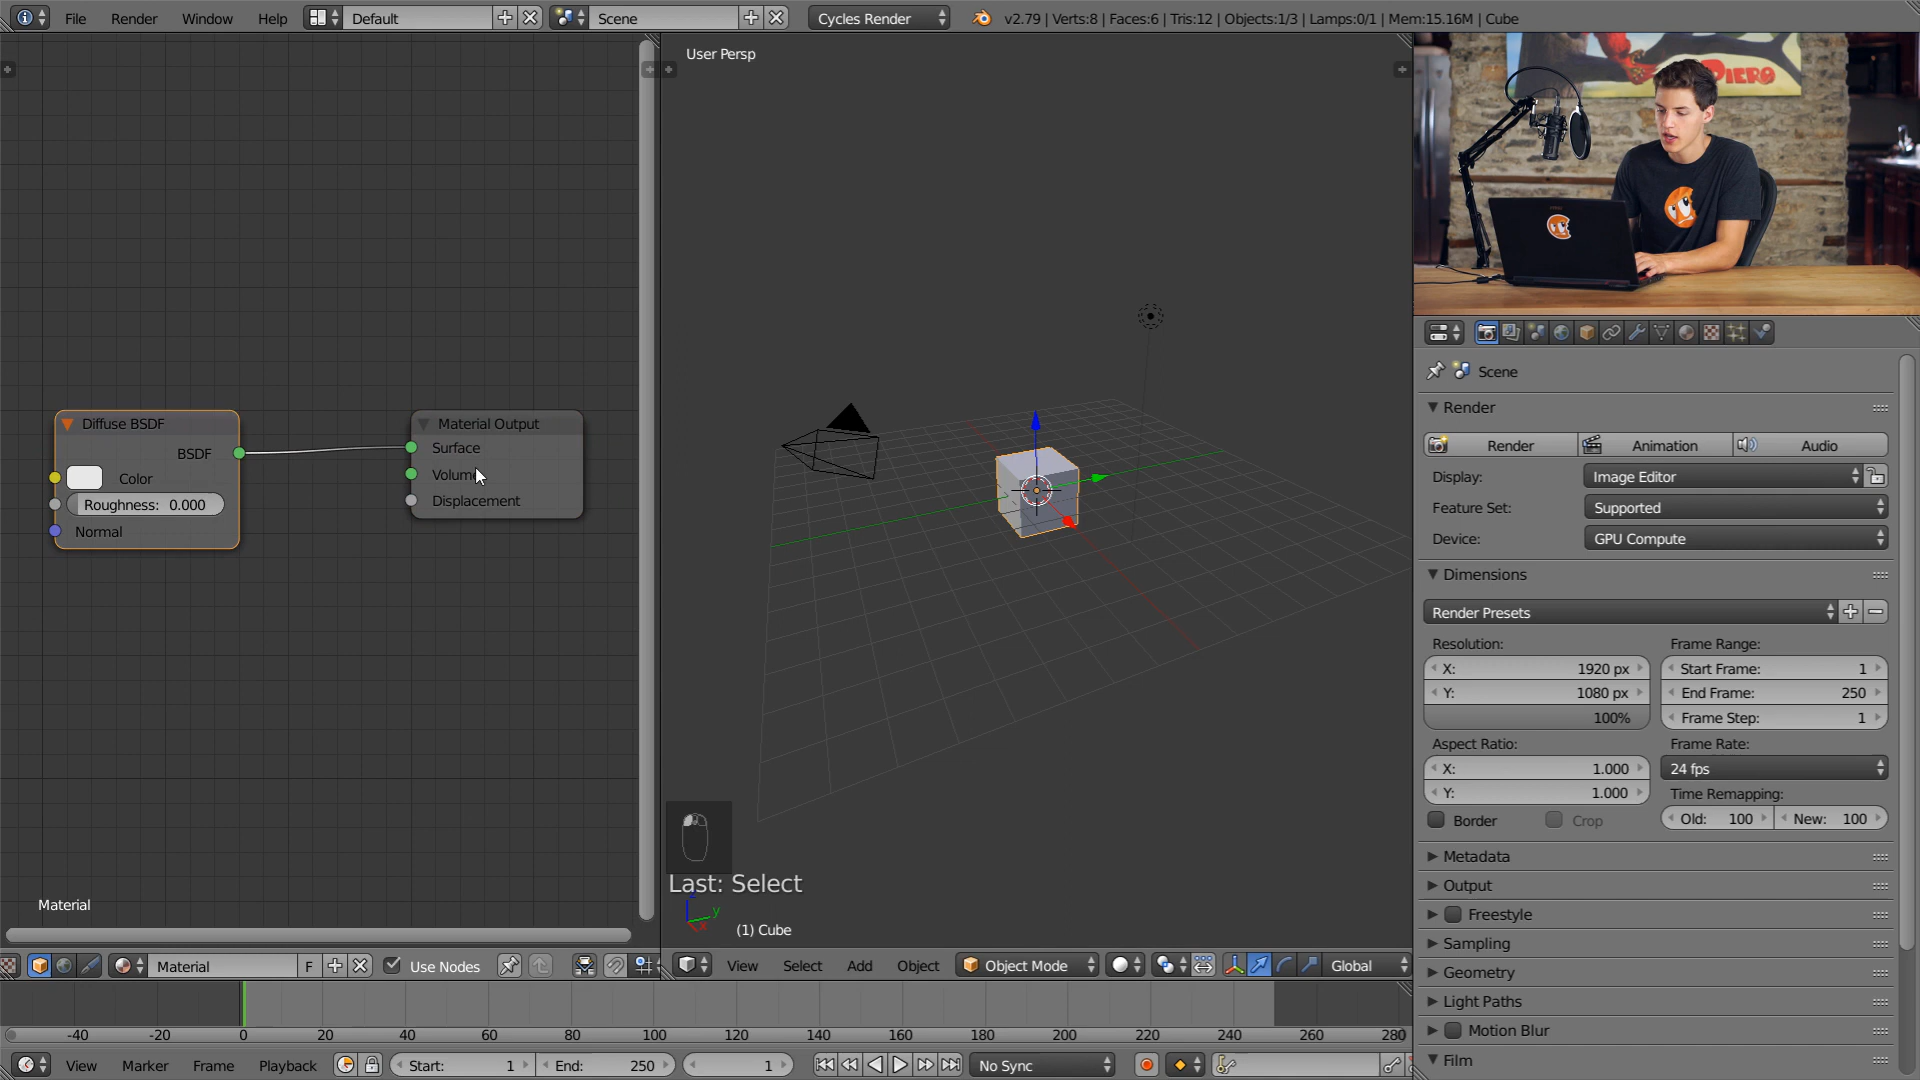 File Render Window Help Default Scene Cycles Render v2.79 | Verts:8 | Faces:6 | Tris:12 | Objects:1/3 | Lamps:0/1 | Mem:15.16M | Cube
User Persp
PIERO
Diffuse BSDF
BSDF
Color
Roughness: 0.000
Normal
Material Output
Surface
Volume
Displacement
Material
Last: Select
z
y
x
(1) Cube
Scene
Render
Render Animation Audio
Display: Image Editor
Feature Set: Supported
Device: GPU Compute
Dimensions
Render Presets
Resolution: Frame Range:
X: 1920 px Start Frame: 1
Y: 1080 px End Frame: 250
100% Frame Step: 1
Aspect Ratio: Frame Rate:
X: 1.000 24 fps
Y: 1.000 Time Remapping:
Border Crop Old: 100 New: 100
Metadata
Output
Freestyle
Sampling
Geometry
Light Paths
Motion Blur
Film
Material F Use Nodes View Select Add Object Object Mode Global
-40 -20 0 20 40 60 80 100 120 140 160 180 200 220 240 260 280
View Marker Frame Playback Start: 1 End: 250 1 No Sync